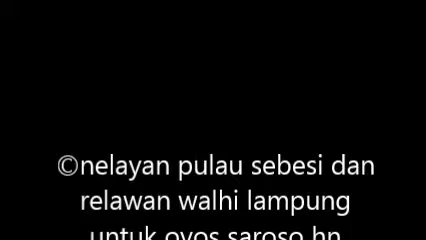 ©nelayan pulau sebesi dan
relawan walhi lampung
untuk oyos saroso hn